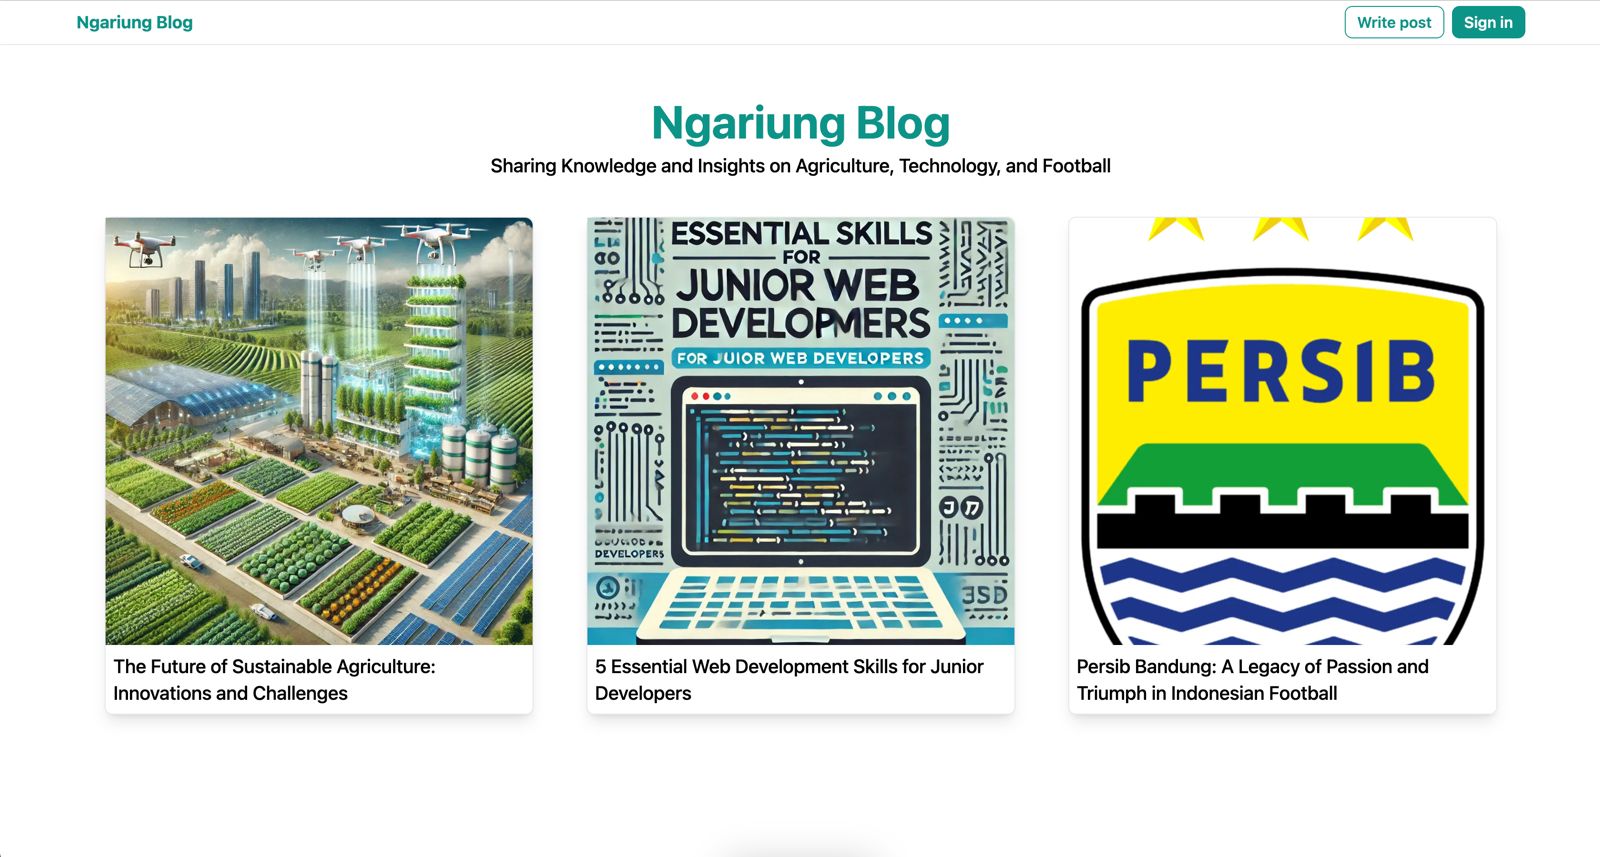 Ngariung Blog
Write post
Sign in
Ngariung Blog
Sharing Knowledge and Insights on Agriculture, Technology, and Football
ESSENTIAL SKILLS
FOR
JUNIOR WEB
DEVELOPMERS
FOR JUIOR WEB DEVELOPERS
DEVELOPERS
PERSIB
The Future of Sustainable Agriculture:
Innovations and Challenges
5 Essential Web Development Skills for Junior
Developers
Persib Bandung: A Legacy of Passion and
Triumph in Indonesian Football